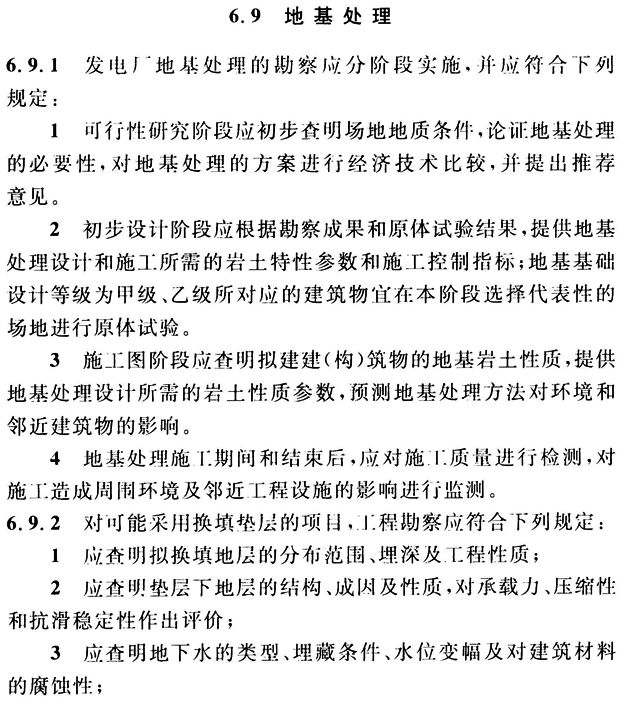 6.9 地基处理
6.9.1 发电厂地基处理的勘察应分阶段实施,并应符合下列
规定:
1 可行性研究阶段应初步查明场地地质条件,论证地基处理
的必要性,对地基处理的方案进行经济技术比较,并提出推荐
意见。
2 初步设计阶段应根据勘察成果和原体试验结果,提供地基
处理设计和施工所需的岩土特性参数和施工控制指标;地基基础
设计等级为甲级、乙级所对应的建筑物宜在本阶段选择代表性的
场地进行原体试验。
3 施工图阶段应查明拟建建(构)筑物的地基岩土性质,提供
地基处理设计所需的岩土性质参数,预测地基处理方法对环境和
邻近建筑物的影响。
4 地基处理施工期间和结束后,应对施工质量进行检测,对
施工造成周围环境及邻近工程设施的影响进行监测。
6.9.2 对可能采用换填垫层的项目,工程勘察应符合下列规定:
1 应查明拟换填地层的分布范围、埋深及工程性质;
2 应查明垫层下地层的结构、成因及性质,对承载力、压缩性
和抗滑稳定性作出评价;
3 应查明地下水的类型、埋藏条件、水位变幅及对建筑材料
的腐蚀性;